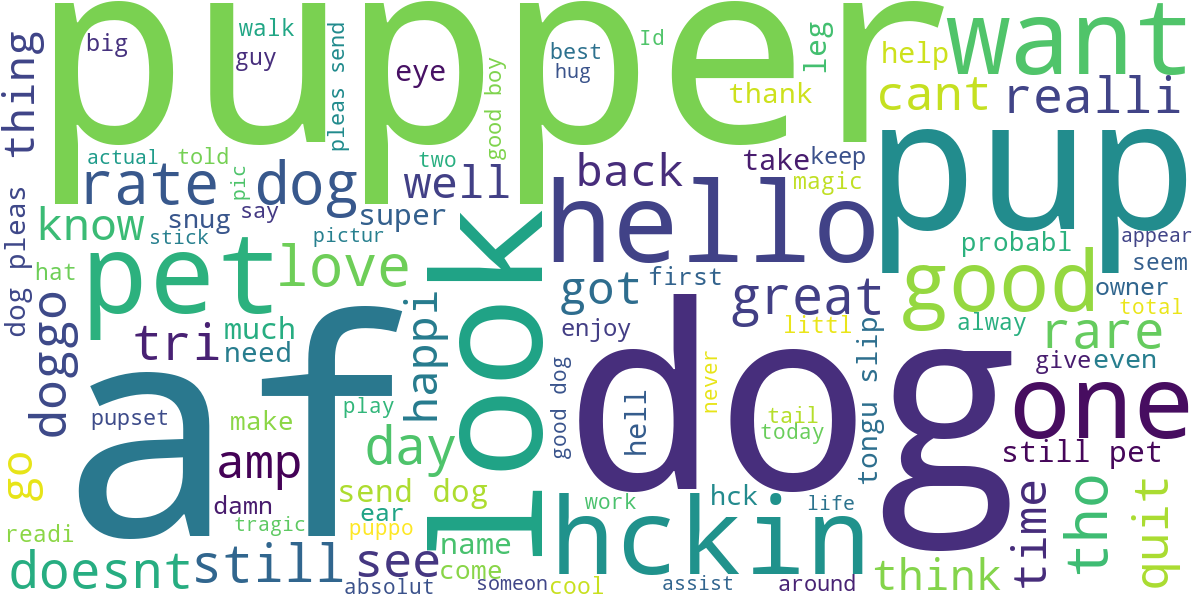 pupper
want
big
walk
guy
pleas send
eye
good boy
best
hug
Id
leg
help
thank
cant
realli
thing
pup
actual
told
pic
rate
dog
two
well
back
take
keep
magic
hello
know
snug
say
super
stick
pictur
look
probabl
appear
seem
dog pleas
hat
pet
love
got
first
great
good
owner
total
doggo
tri
much
need
happi
enjoy
littl
alway
rare
af
dog
tongu slip
give
even
one
pupset
make
play
good dog
hell
never
tail
today
still pet
go
amp
day
damn
send dog
ear
puppo
tragic
readi
hckin
work
hck
life
time
tho
quit
doesnt
still
see
name
come
absolut
someon
cool
assist
around
think